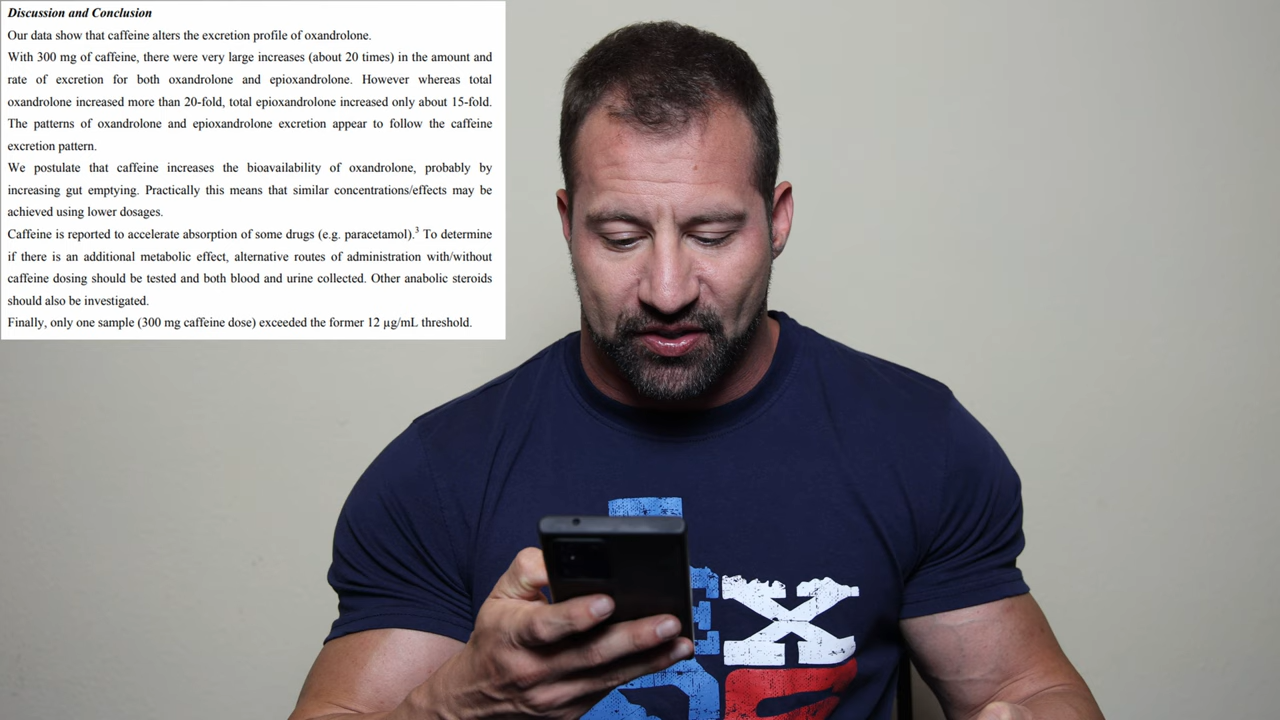 Discussion and Conclusion
Our data show that caffeine alters the excretion profile of oxandrolone.
With 300 mg of caffeine, there were very large increases (about 20 times) in the amount and
rate of excretion for both oxandrolone and epioxandrolone. However whereas total
oxandrolone increased more than 20-fold, total epioxandrolone increased only about 15-fold.
The patterns of oxandrolone and epioxandrolone excretion appear to follow the caffeine
excretion pattern.
We postulate that caffeine increases the bioavailability of oxandrolone, probably by
increasing gut emptying. Practically this means that similar concentrations/effects may be
achieved using lower dosages.
Caffeine is reported to accelerate absorption of some drugs (e.g. paracetamol).³ To determine
if there is an additional metabolic effect, alternative routes of administration with/without
caffeine dosing should be tested and both blood and urine collected. Other anabolic steroids
should also be investigated.
Finally, only one sample (300 mg caffeine dose) exceeded the former 12 µg/mL threshold.